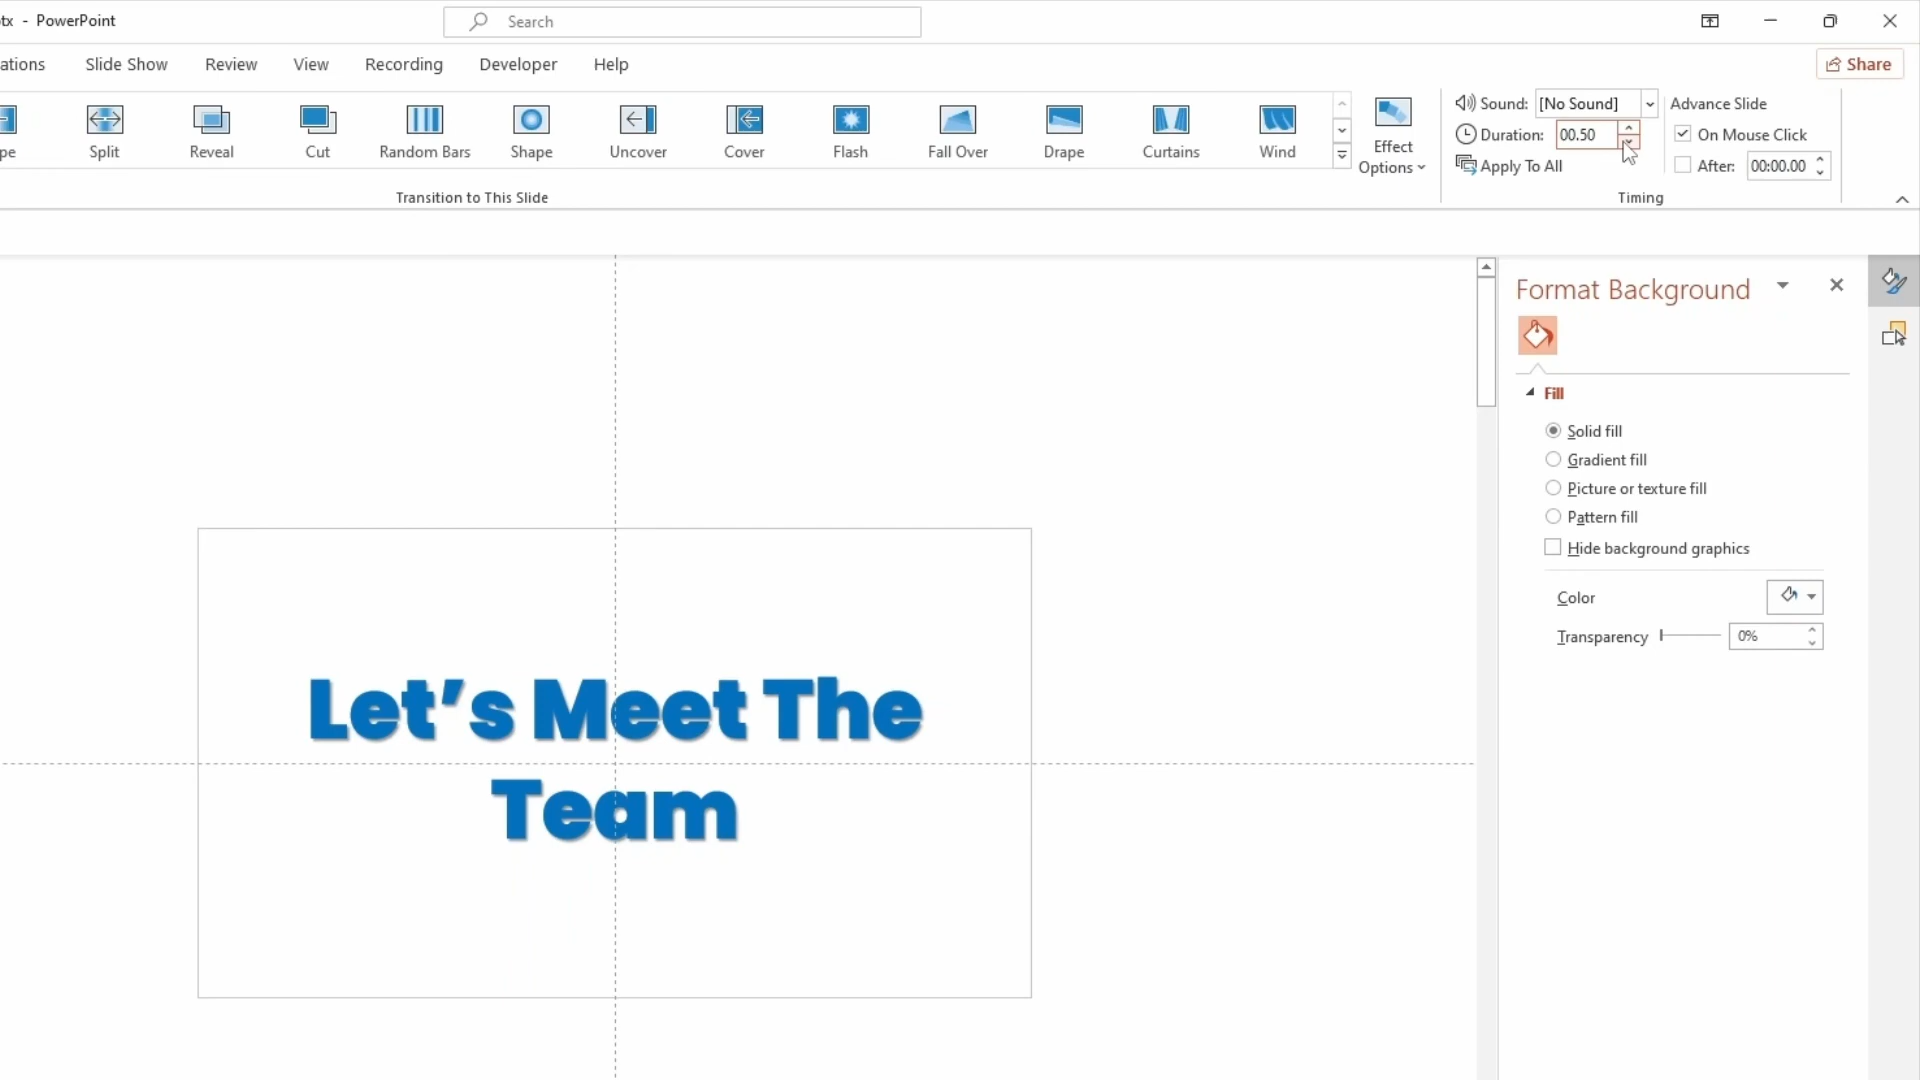 tx - PowerPoint
Search
ations Slide Show Review View Recording Developer Help
Share
pe Split Reveal Cut Random Bars Shape Uncover Cover Flash Fall Over Drape Curtains Wind
Effect
Options
Sound: [No Sound]
Duration: 00.50
Apply To All
Advance Slide
On Mouse Click
After: 00:00.00
Transition to This Slide
Timing
Format Background
Fill
Solid fill
Gradient fill
Picture or texture fill
Pattern fill
Hide background graphics
Color
Transparency 0%
Let’s Meet The
Team